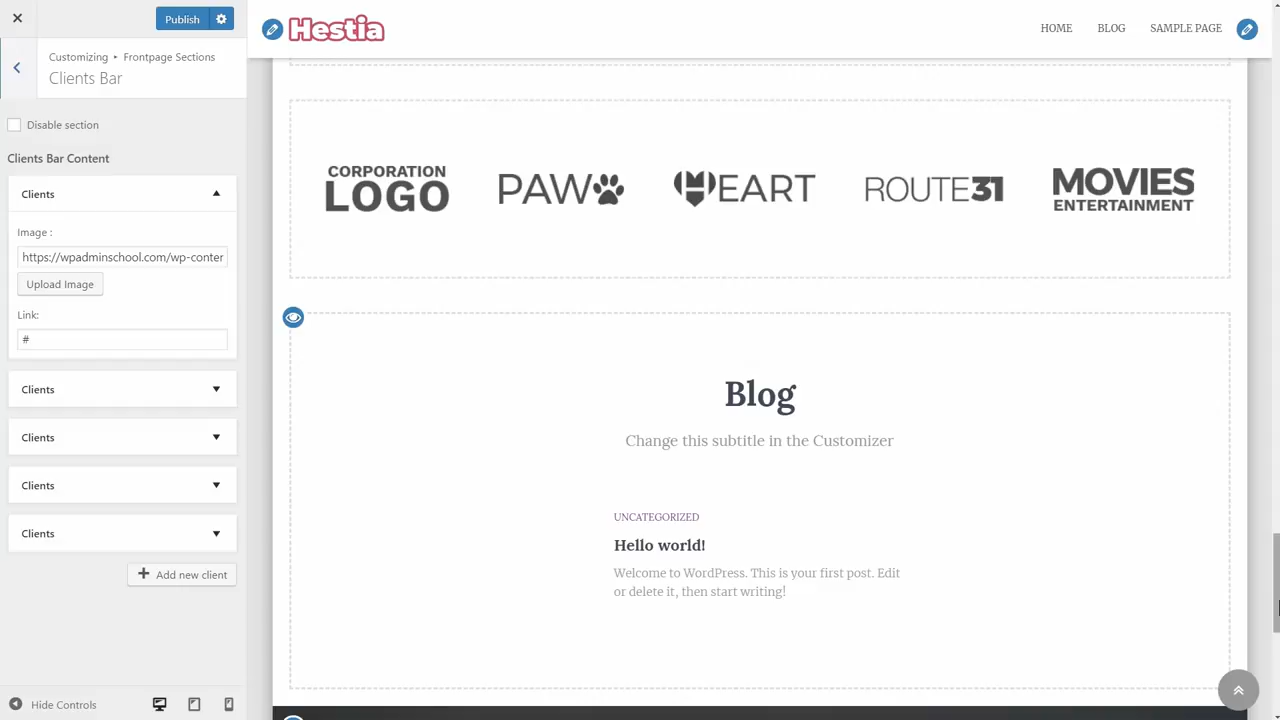 Publish
Hestia
HOME
BLOG
SAMPLE PAGE
Customizing ▸ Frontpage Sections
Clients Bar
Disable section
Clients Bar Content
Clients
Image :
https://wpadminschool.com/wp-conter
Upload Image
Link:
#
Clients
Clients
Clients
Clients
Add new client
Hide Controls
CORPORATION
LOGO
PAW
HEART
ROUTE31
MOVIES
ENTERTAINMENT
Blog
Change this subtitle in the Customizer
UNCATEGORIZED
Hello world!
Welcome to WordPress. This is your first post. Edit
or delete it, then start writing!